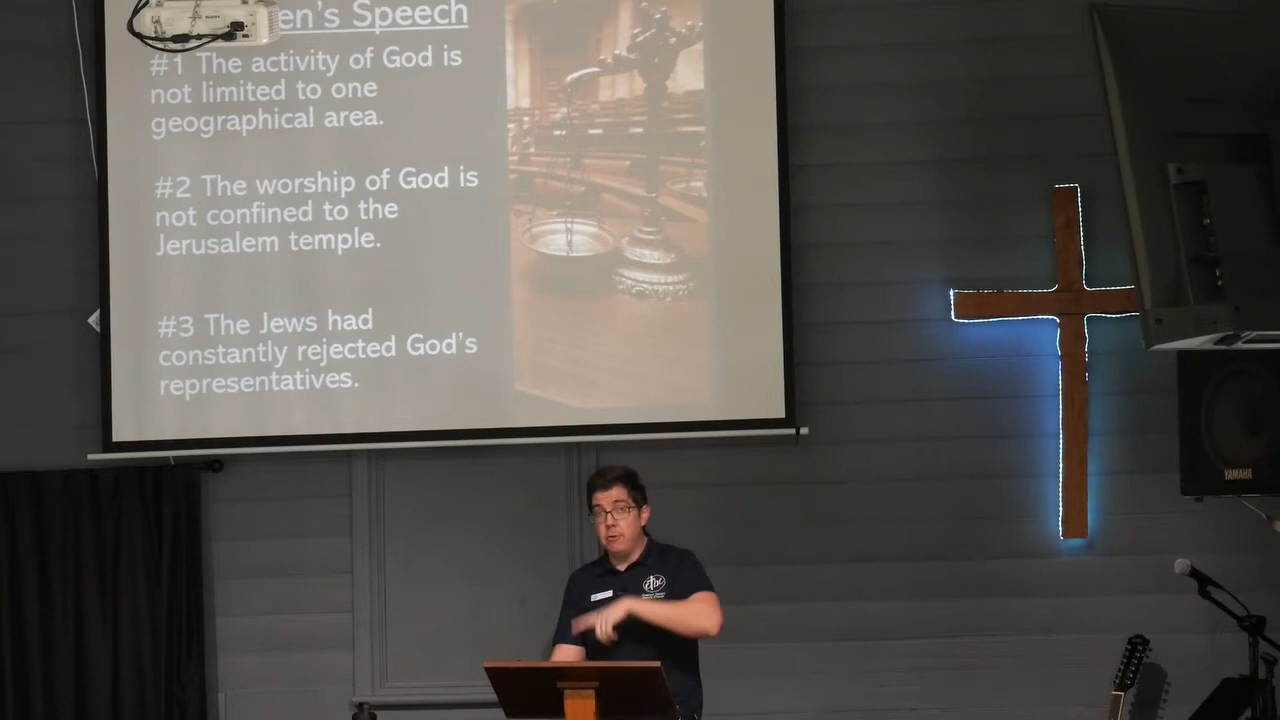 en's Speech
#1 The activity of God is
not limited to one
geographical area.
#2 The worship of God is
not confined to the
Jerusalem temple.
#3 The Jews had
constantly rejected God's
representatives.
YAMAHA